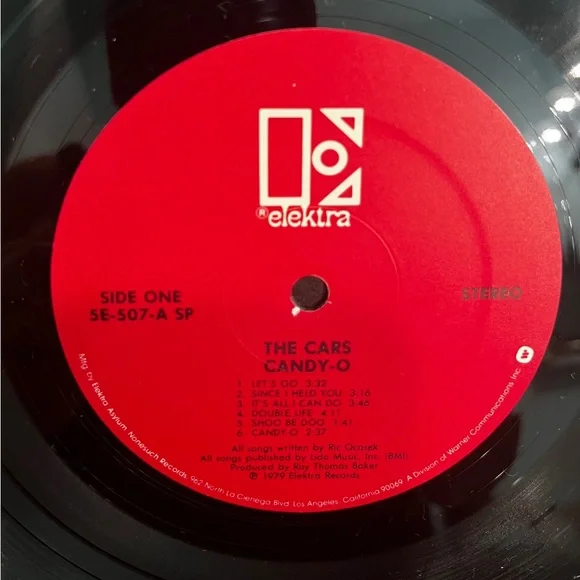 ® elektra
SIDE ONE
5E-507-A SP
STEREO
THE CARS
CANDY-O
1. LET'S GO 3:32
2. SINCE I HELD YOU 3:16
3. IT'S ALL I CAN DO 3:46
4. DOUBLE LIFE 4:11
5. SHOO BE DOO 1:41
6. CANDY-O 2:37
All songs written by Ric Ocasek
All songs published by Lido Music, Inc. (BMI)
Produced by Roy Thomas Baker
℗ 1979 Elektra Records
Mfg by Elektra Asylum Nonesuch Records 962 North La Cienega Blvd. Los Angeles, California 90069 A Division of Warner Communications Inc